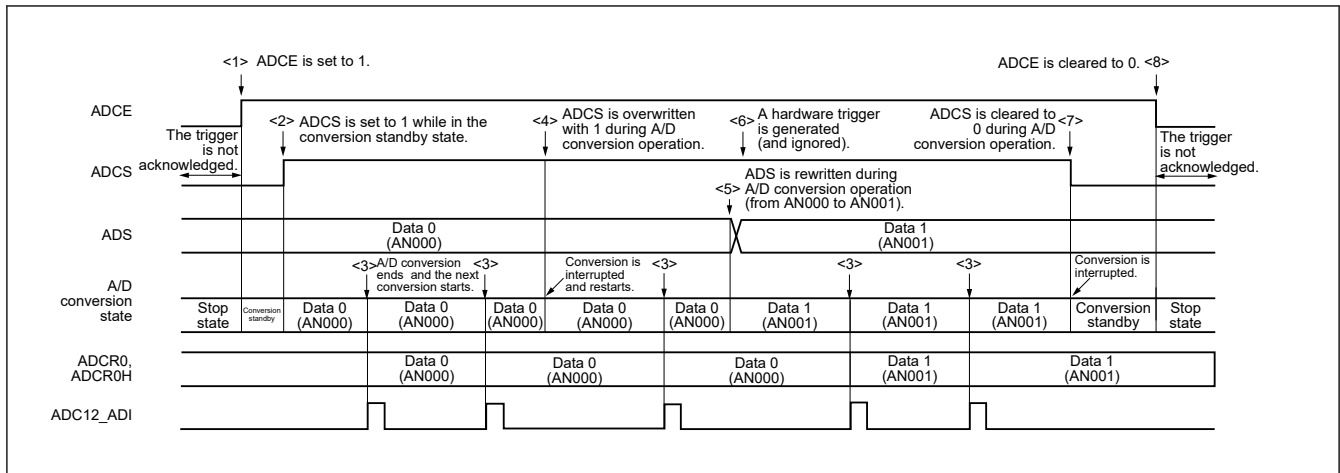 <1> ADCE is set to 1.
ADCE is cleared to 0. <8>
ADCE
The trigger
is not
acknowledged.
<2> ADCS is set to 1 while in the
conversion standby state.
<4> ADCS is overwritten
with 1 during A/D
conversion operation.
<6> A hardware trigger
is generated
(and ignored).
ADCS is cleared to <7>
0 during A/D
conversion operation.
The trigger
is not
acknowledged.
ADCS
<5> ADS is rewritten during
A/D conversion operation
(from AN000 to AN001).
ADS
Data 0
(AN000)
Data 1
(AN001)
<3> A/D conversion
ends and the next
conversion starts.
<3>
Conversion is
interrupted
and restarts.
<3>
<3>
<3>
Conversion is
interrupted.
A/D
conversion
state
Stop
state
Conversion
standby
Data 0
(AN000)
Data 0
(AN000)
Data 0
(AN000)
Data 0
(AN000)
Data 0
(AN000)
Data 1
(AN001)
Data 1
(AN001)
Data 1
(AN001)
Conversion
standby
Stop
state
ADCR0,
ADCR0H
Data 0
(AN000)
Data 0
(AN000)
Data 0
(AN000)
Data 1
(AN001)
Data 1
(AN001)
ADC12_ADI